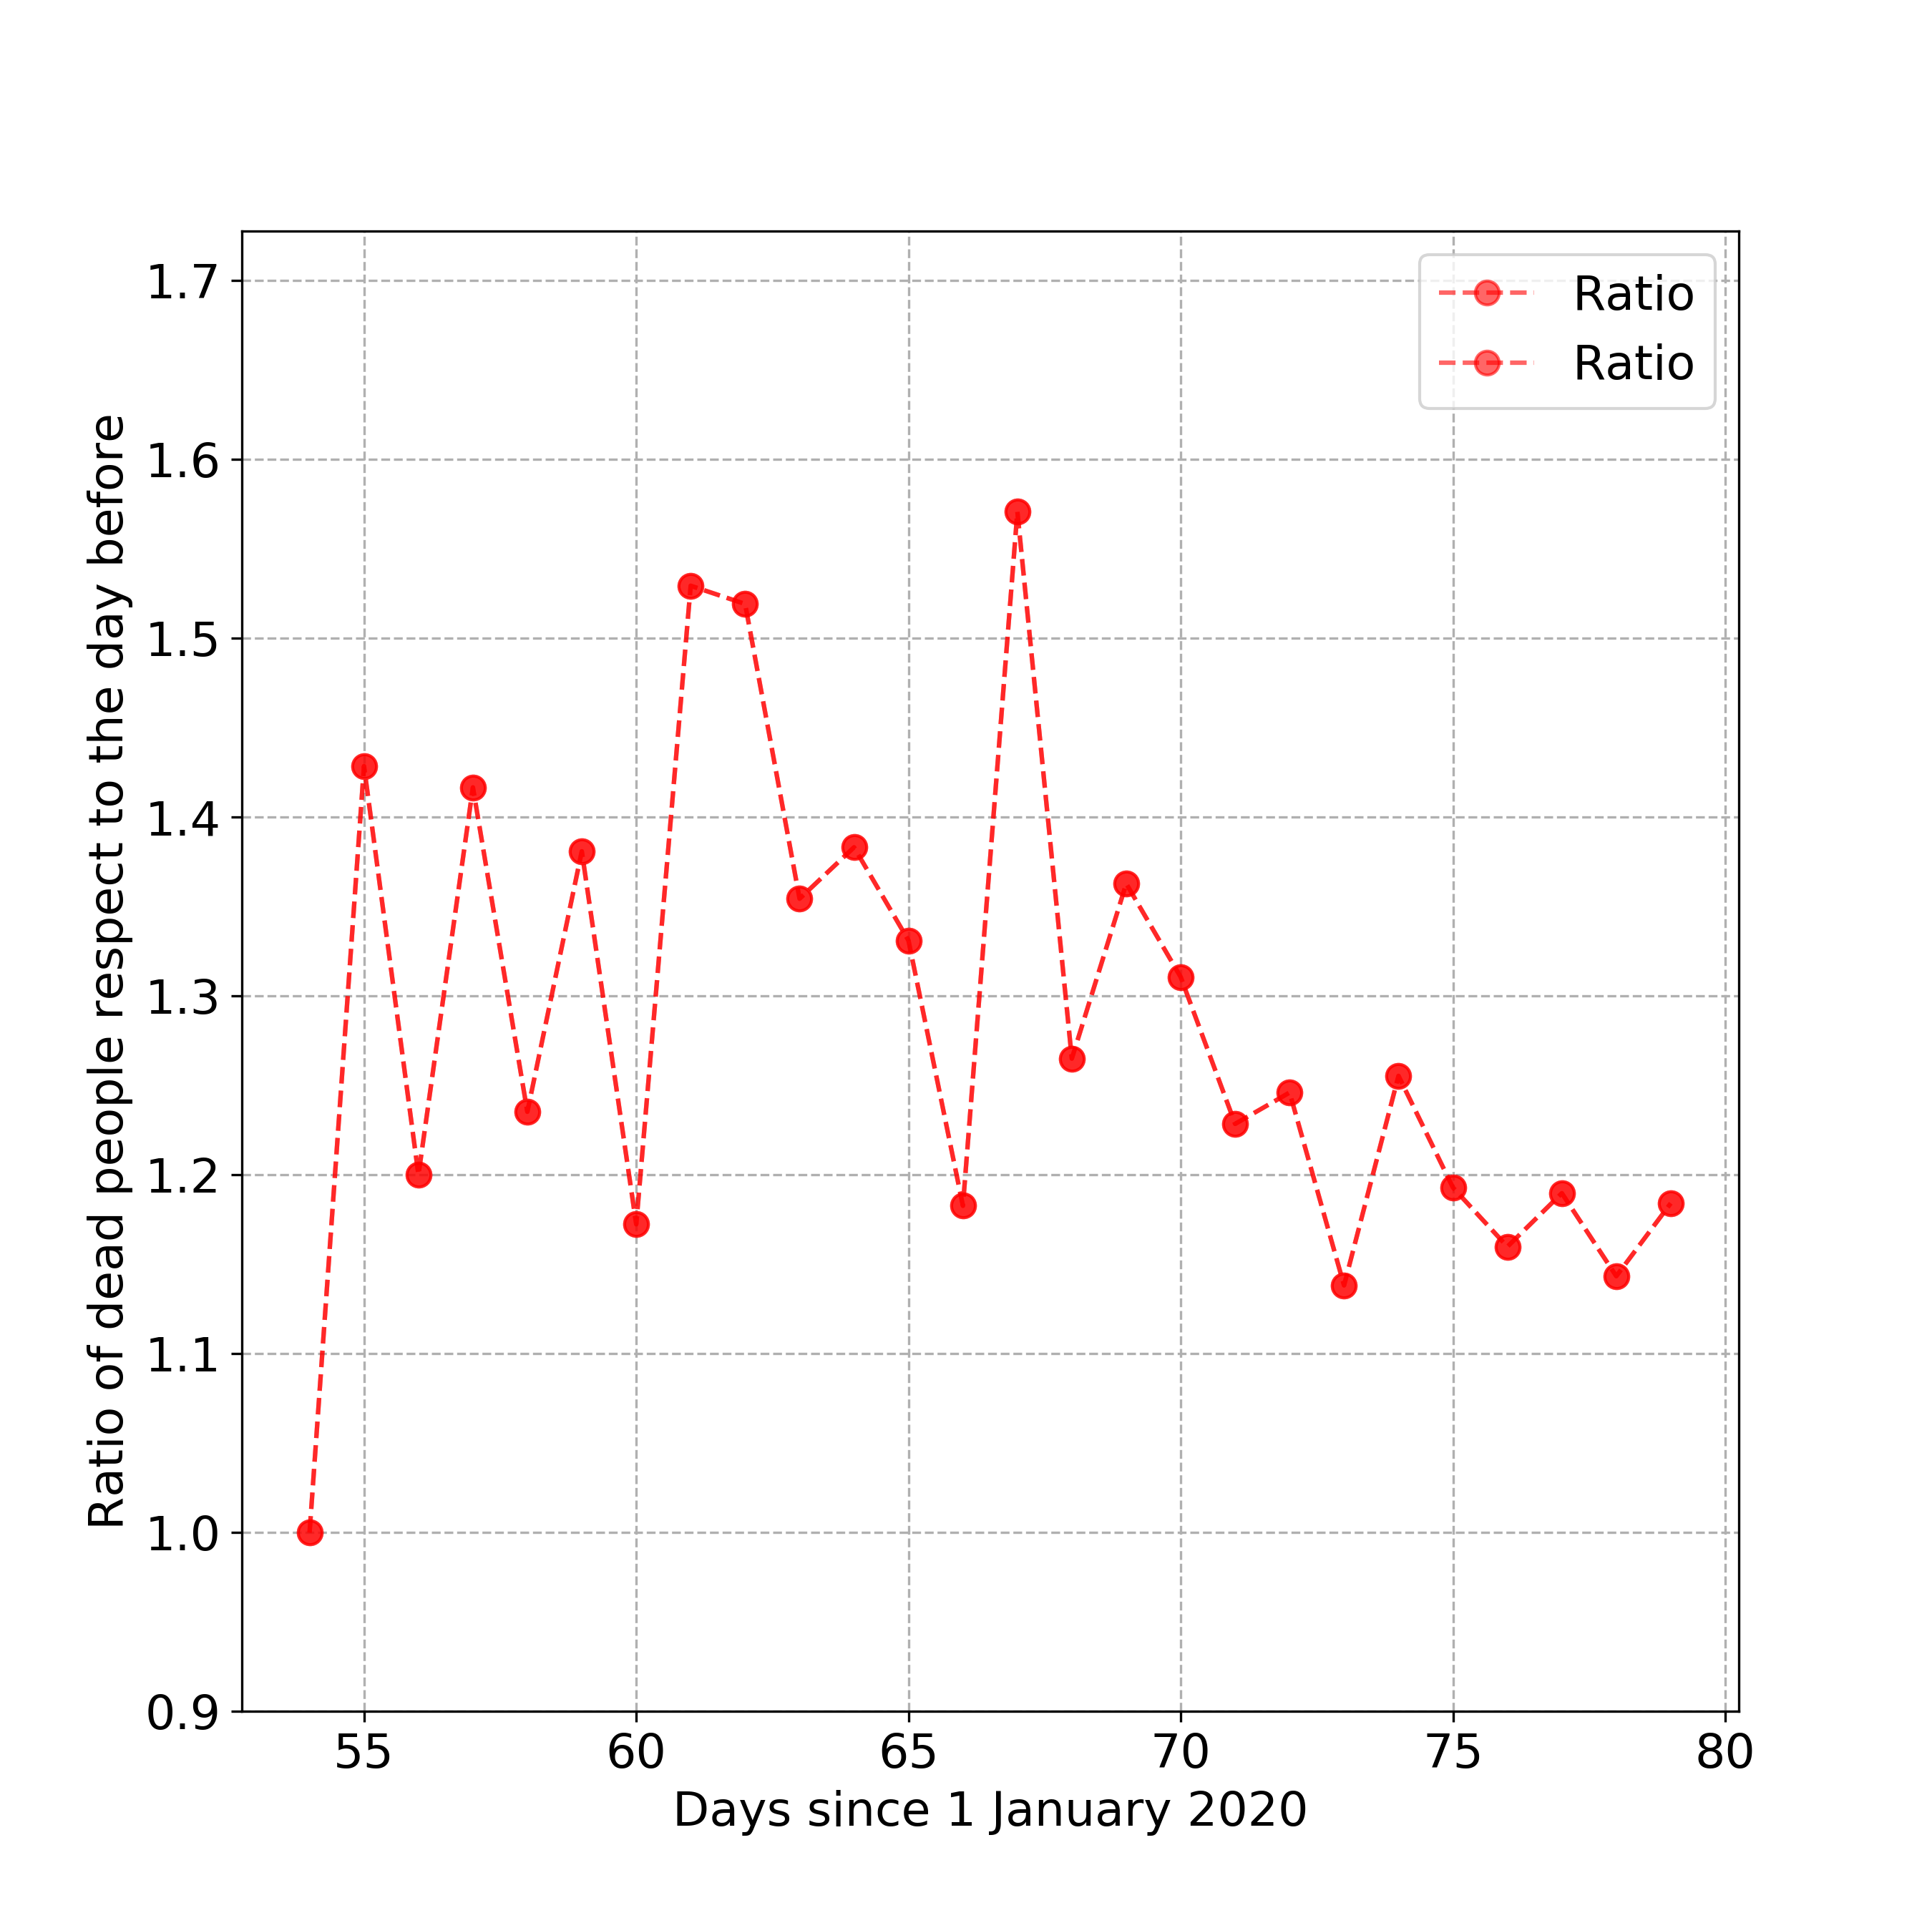 1.7
1.6
1.5
1.4
1.3
1.2
1.1
1.0
0.9
Ratio of dead people respect to the day before
Ratio
Ratio
55 60 65 70 75 80
Days since 1 January 2020